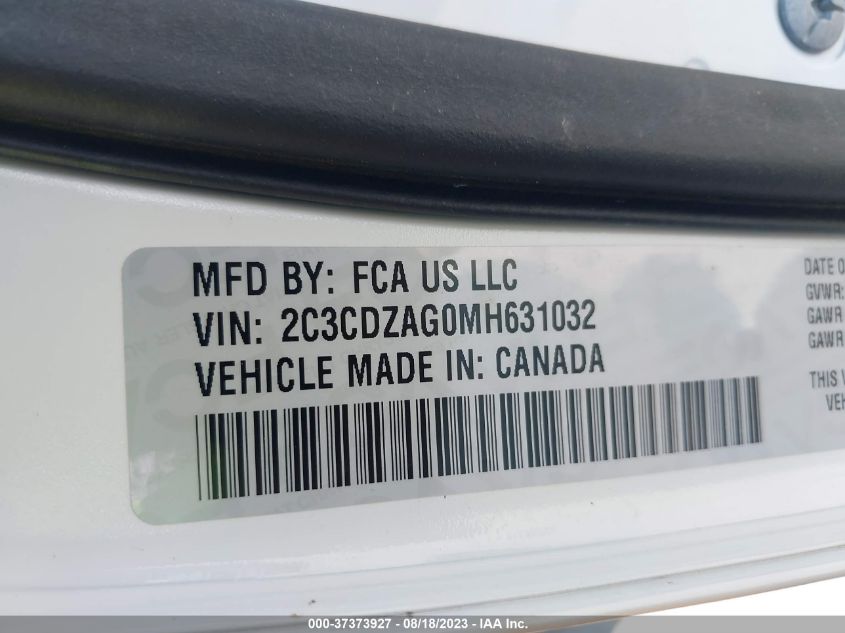 MFD BY: FCA US LLC
VIN: 2C3CDZAG0MH631032
VEHICLE MADE IN: CANADA
DATE O
GVWR:
GAWR
GAWR
THIS V
VEH
000-37373927 - 08/18/2023 - IAA Inc.